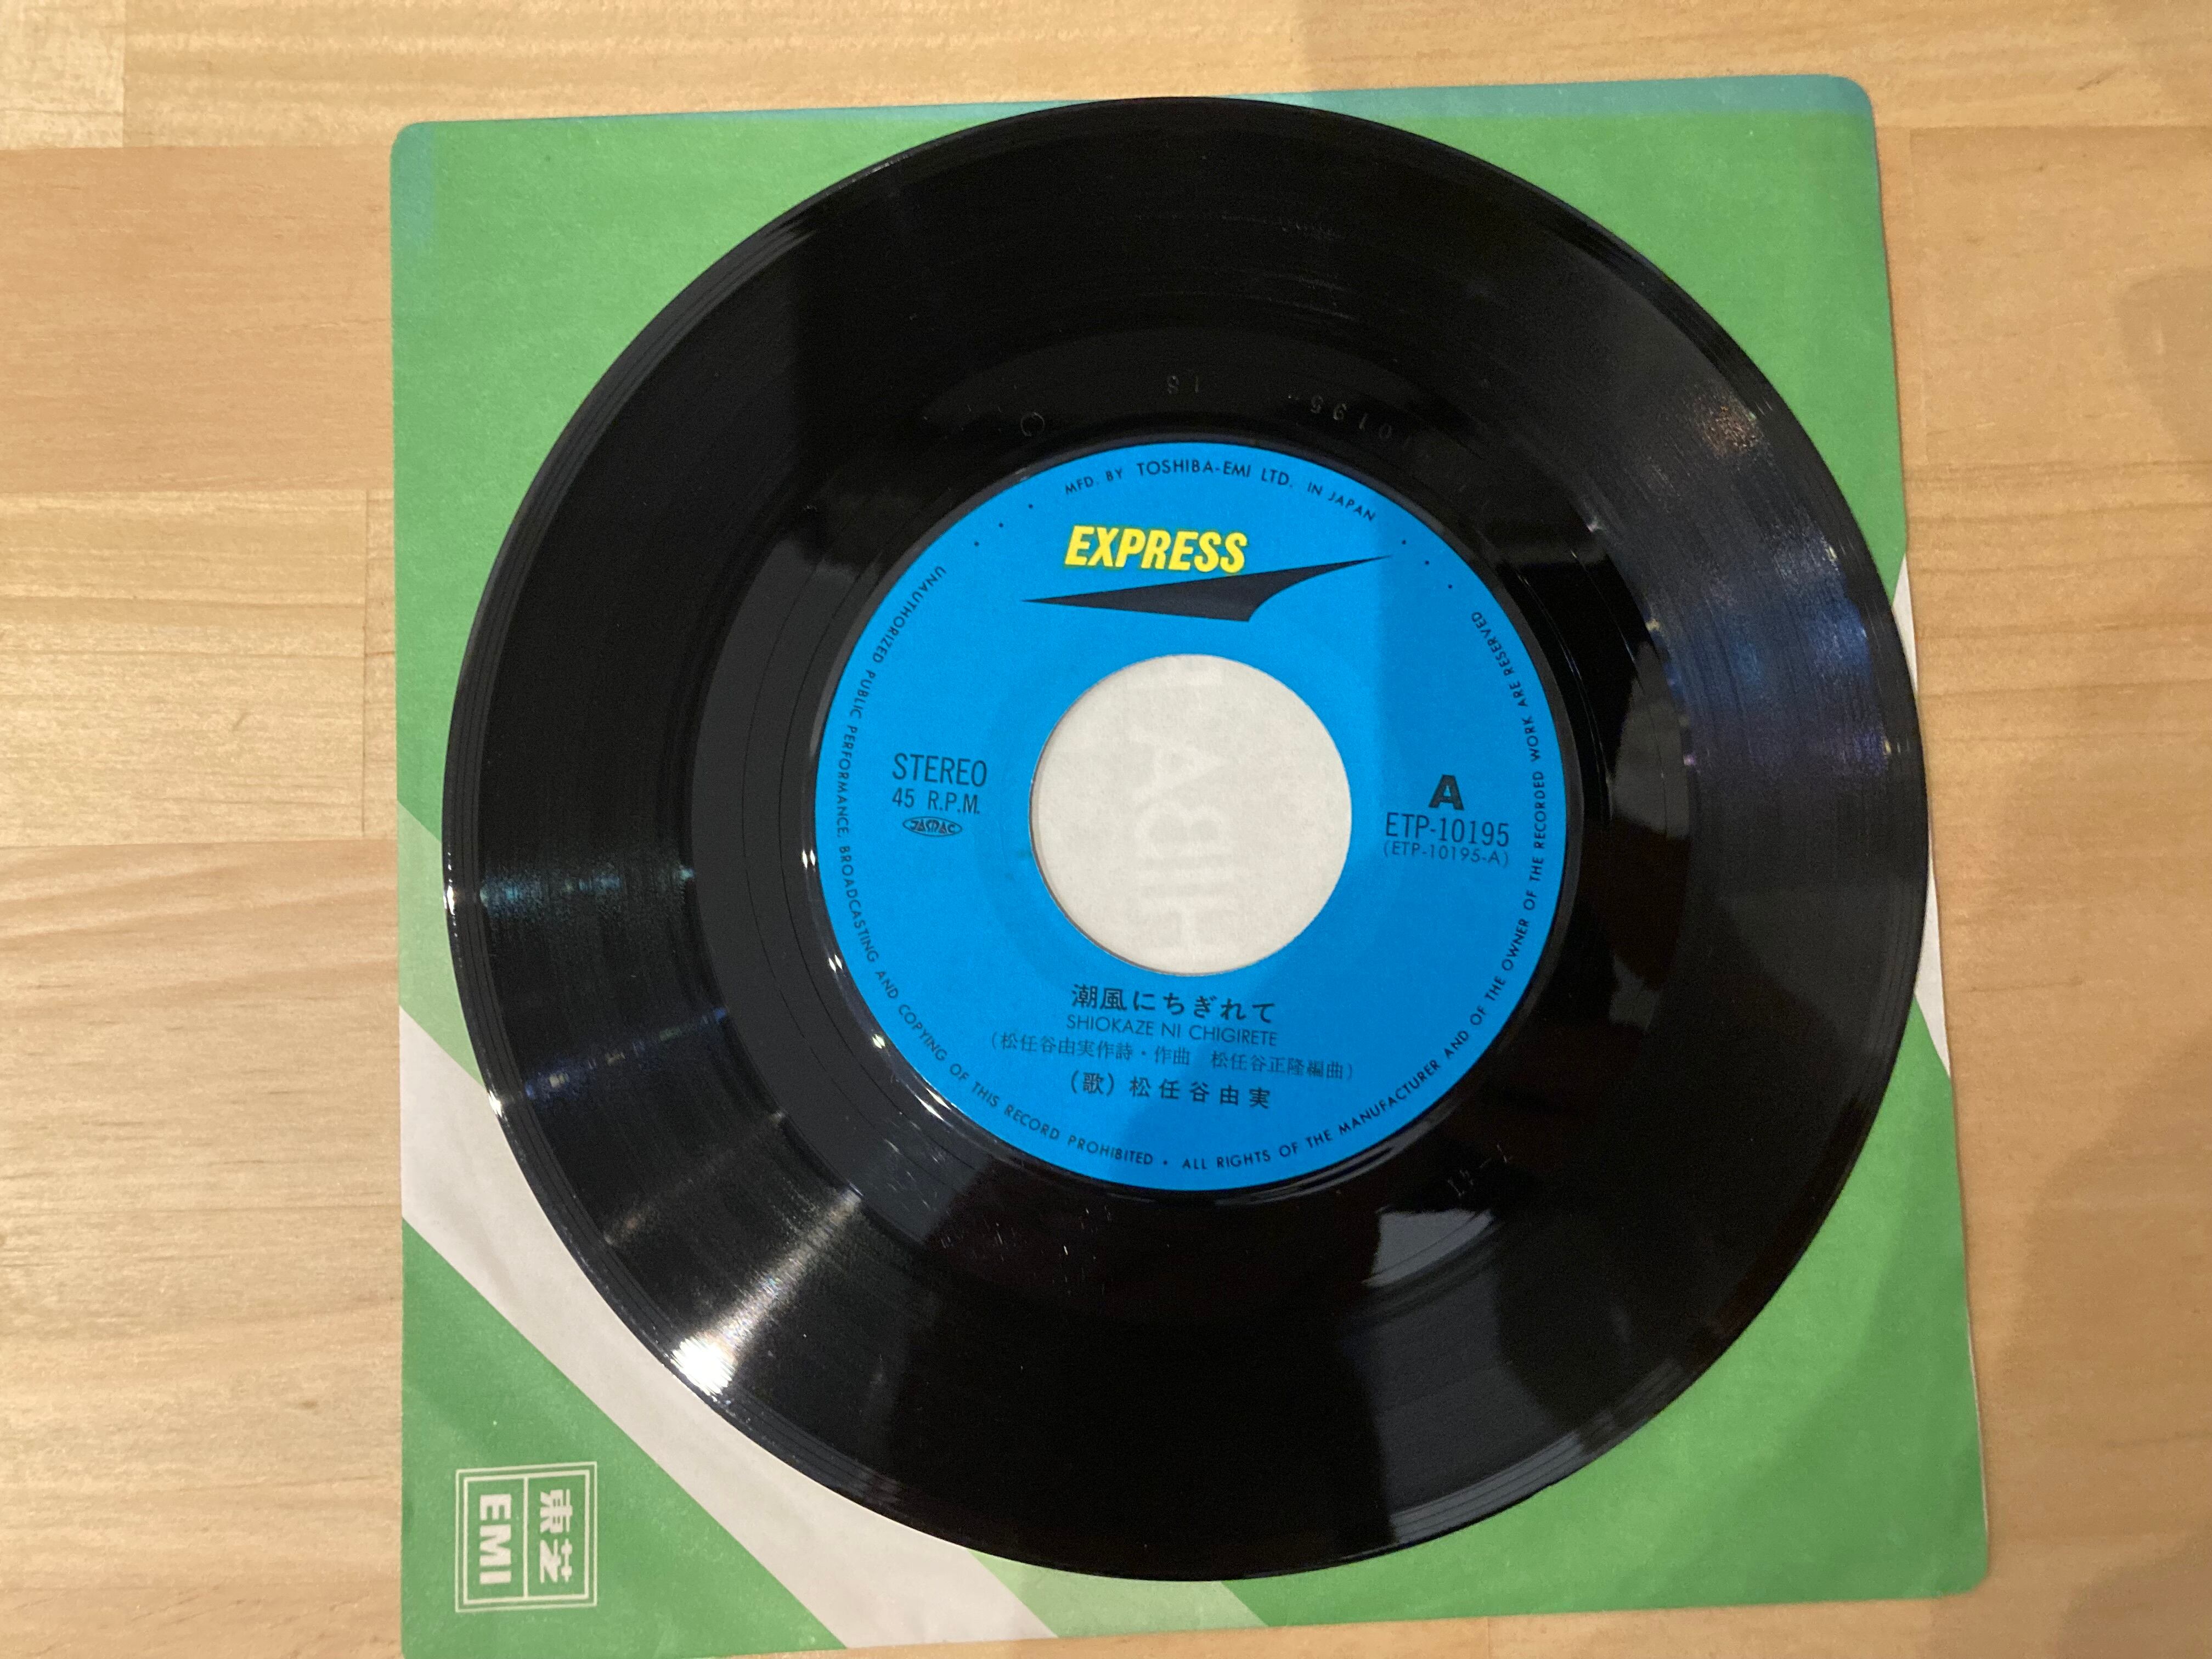 MFD. BY TOSHIBA-EMI LTD. IN JAPAN
EXPRESS
STEREO
45 R.P.M.
JASRAC
A
ETP-10195
(ETP-10195-A)
潮風にちぎれて
SHIOKAZE NI CHIGIRETE
(松任谷由実作詩・作曲 松任谷正隆編曲)
(歌) 松任谷由実
UNAUTHORIZED PUBLIC PERFORMANCE, BROADCASTING AND COPYING OF THIS RECORD PROHIBITED • ALL RIGHTS OF THE MANUFACTURER AND OF THE OWNER OF THE RECORDED WORK ARE RESERVED
東芝
EMI